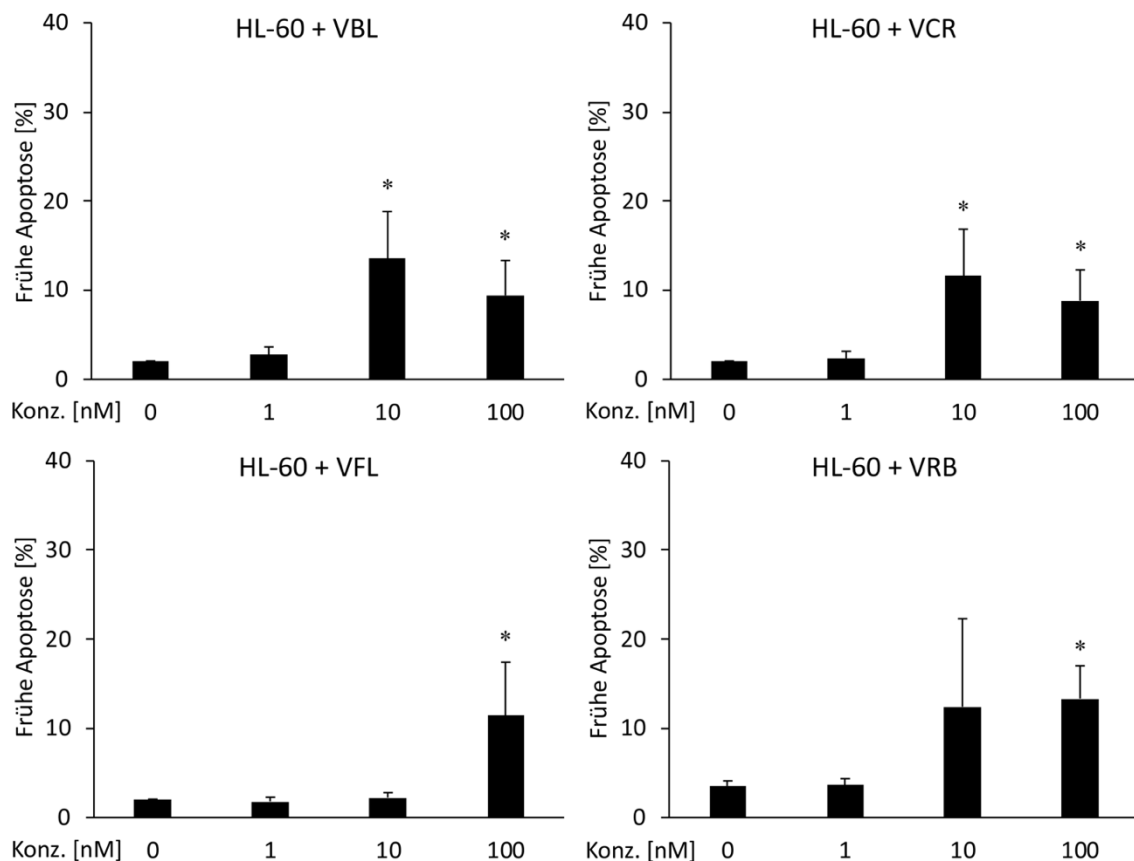 HL-60 + VBL
Frühe Apoptose [%]
40
30
20
10
0
*
*
Konz. [nM] 0 1 10 100
HL-60 + VCR
Frühe Apoptose [%]
40
30
20
10
0
*
*
Konz. [nM] 0 1 10 100
HL-60 + VFL
Frühe Apoptose [%]
40
30
20
10
0
*
Konz. [nM] 0 1 10 100
HL-60 + VRB
Frühe Apoptose [%]
40
30
20
10
0
*
Konz. [nM] 0 1 10 100